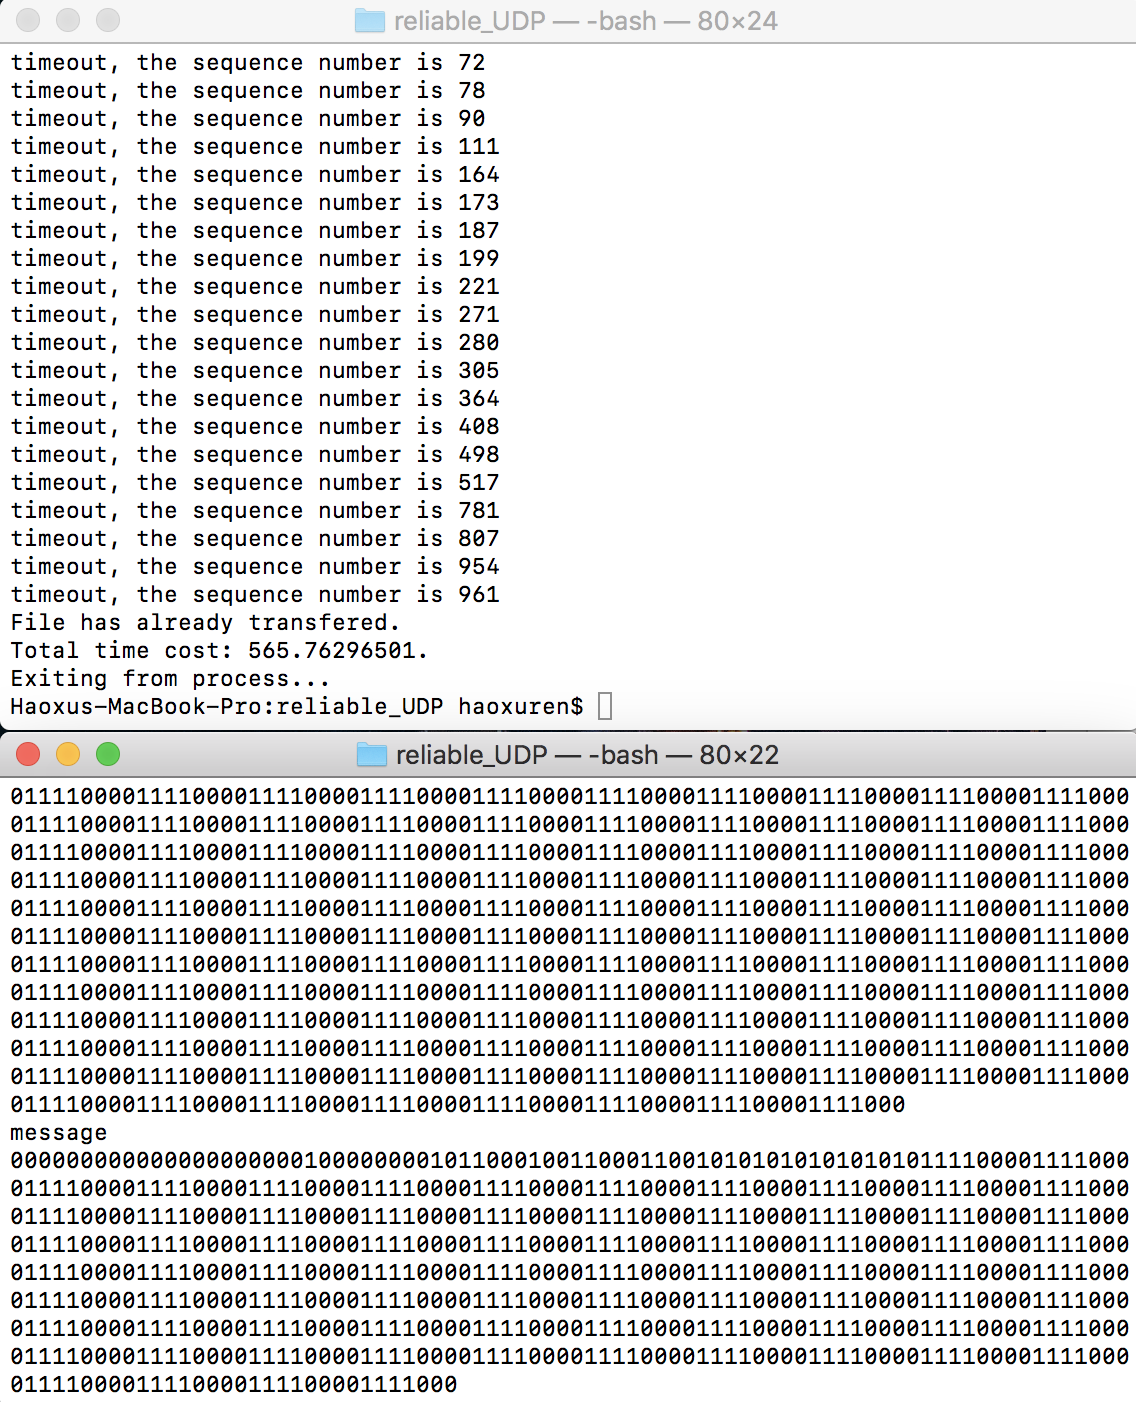 reliable_UDP — -bash — 80×24
timeout, the sequence number is 72
timeout, the sequence number is 78
timeout, the sequence number is 90
timeout, the sequence number is 111
timeout, the sequence number is 164
timeout, the sequence number is 173
timeout, the sequence number is 187
timeout, the sequence number is 199
timeout, the sequence number is 221
timeout, the sequence number is 271
timeout, the sequence number is 280
timeout, the sequence number is 305
timeout, the sequence number is 364
timeout, the sequence number is 408
timeout, the sequence number is 498
timeout, the sequence number is 517
timeout, the sequence number is 781
timeout, the sequence number is 807
timeout, the sequence number is 954
timeout, the sequence number is 961
File has already transfered.
Total time cost: 565.76296501.
Exiting from process...
Haoxus-MacBook-Pro:reliable_UDP haoxuren$
reliable_UDP — -bash — 80×22
01111000011110000111100001111000011110000111100001111000011110000111100001111000
01111000011110000111100001111000011110000111100001111000011110000111100001111000
01111000011110000111100001111000011110000111100001111000011110000111100001111000
01111000011110000111100001111000011110000111100001111000011110000111100001111000
01111000011110000111100001111000011110000111100001111000011110000111100001111000
01111000011110000111100001111000011110000111100001111000011110000111100001111000
01111000011110000111100001111000011110000111100001111000011110000111100001111000
01111000011110000111100001111000011110000111100001111000011110000111100001111000
01111000011110000111100001111000011110000111100001111000011110000111100001111000
01111000011110000111100001111000011110000111100001111000011110000111100001111000
01111000011110000111100001111000011110000111100001111000011110000111100001111000
0111100001111000011110000111100001111000011110000111100001111000
message
00000000000000000000010000000010110001001100011001010101010101010111100001111000
01111000011110000111100001111000011110000111100001111000011110000111100001111000
01111000011110000111100001111000011110000111100001111000011110000111100001111000
01111000011110000111100001111000011110000111100001111000011110000111100001111000
01111000011110000111100001111000011110000111100001111000011110000111100001111000
01111000011110000111100001111000011110000111100001111000011110000111100001111000
01111000011110000111100001111000011110000111100001111000011110000111100001111000
01111000011110000111100001111000011110000111100001111000011110000111100001111000
01111000011110000111100001111000